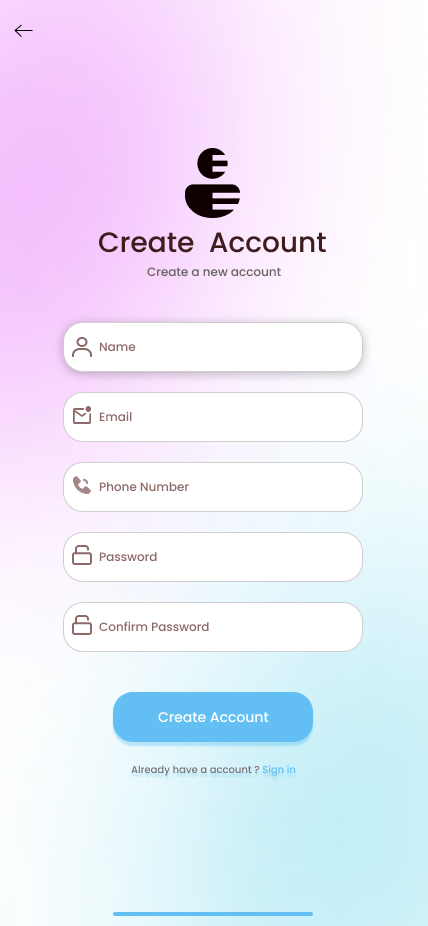 Create Account
Create a new account
Name
Email
Phone Number
Password
Confirm Password
Create Account
Already have a account ? Sign in